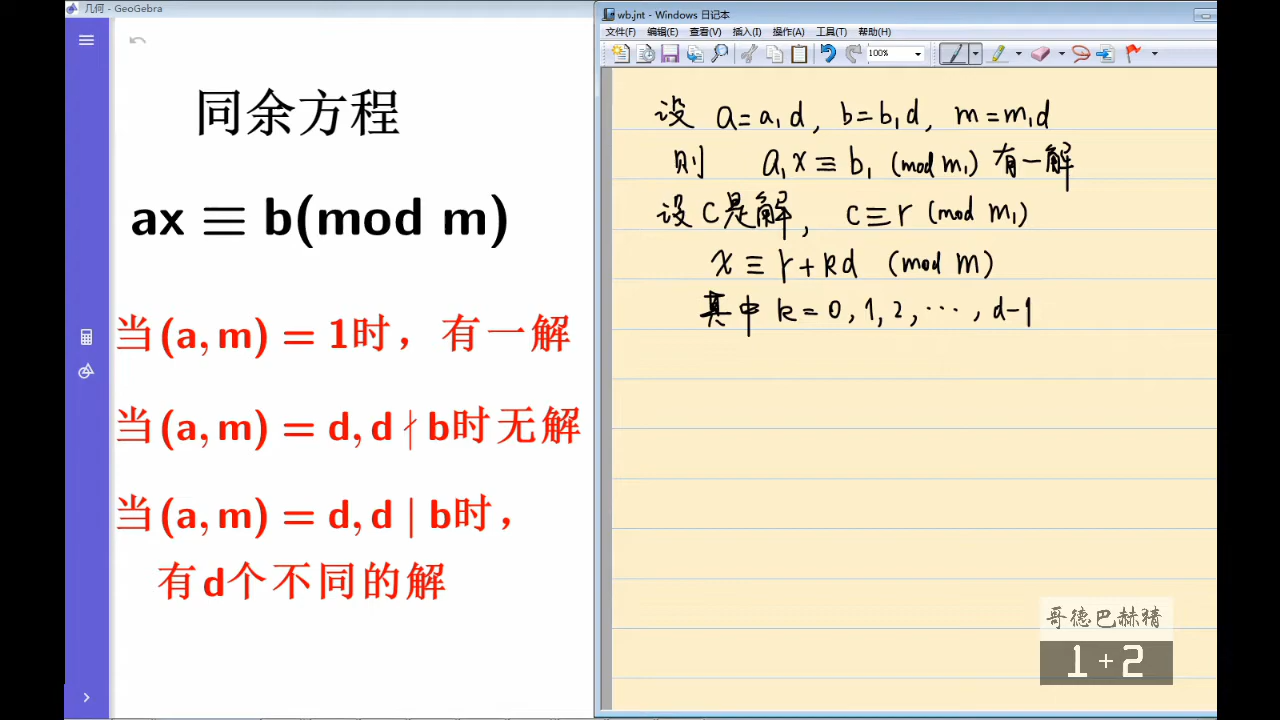 几何 - GeoGebra
同余方程
ax ≡ b(mod m)
当(a, m) = 1时，有一解
当(a, m) = d, d ∤ b时无解
当(a, m) = d, d | b时，
有d个不同的解
wb.jnt - Windows 日记本
文件(F) 编辑(E) 查看(V) 插入(I) 操作(A) 工具(T) 帮助(H)
100%
设 a=a₁d, b=b₁d, m=m₁d
则 a₁x≡b₁ (mod m₁) 有一解
设C是解, c≡r (mod m₁)
x≡r+kd (mod m)
其中 k=0,1,2,⋯,d-1
哥德巴赫猜
1+2